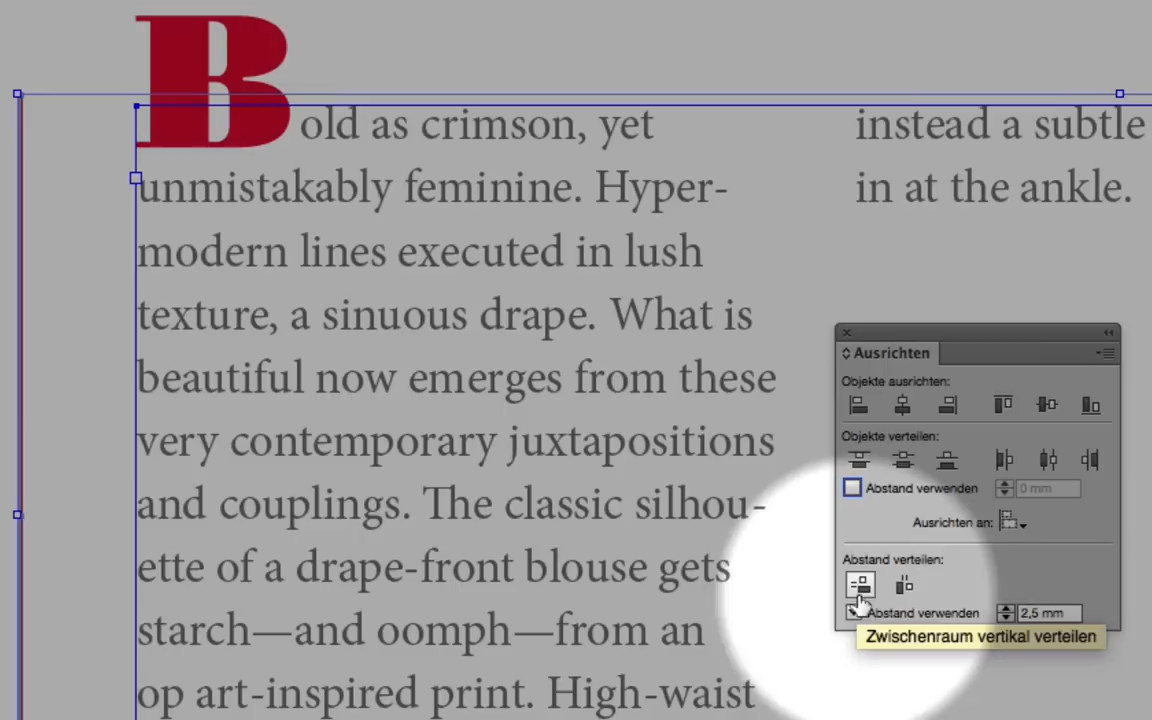 Bold as crimson, yet
unmistakably feminine. Hyper-
modern lines executed in lush
texture, a sinuous drape. What is
beautiful now emerges from these
very contemporary juxtapositions
and couplings. The classic silhou-
ette of a drape-front blouse gets
starch—and oomph—from an
op art-inspired print. High-waist
instead a subtle
in at the ankle.
Ausrichten
Objekte ausrichten:
Objekte verteilen:
Abstand verwenden 0 mm
Ausrichten an:
Abstand verteilen:
Abstand verwenden 2,5 mm
Zwischenraum vertikal verteilen